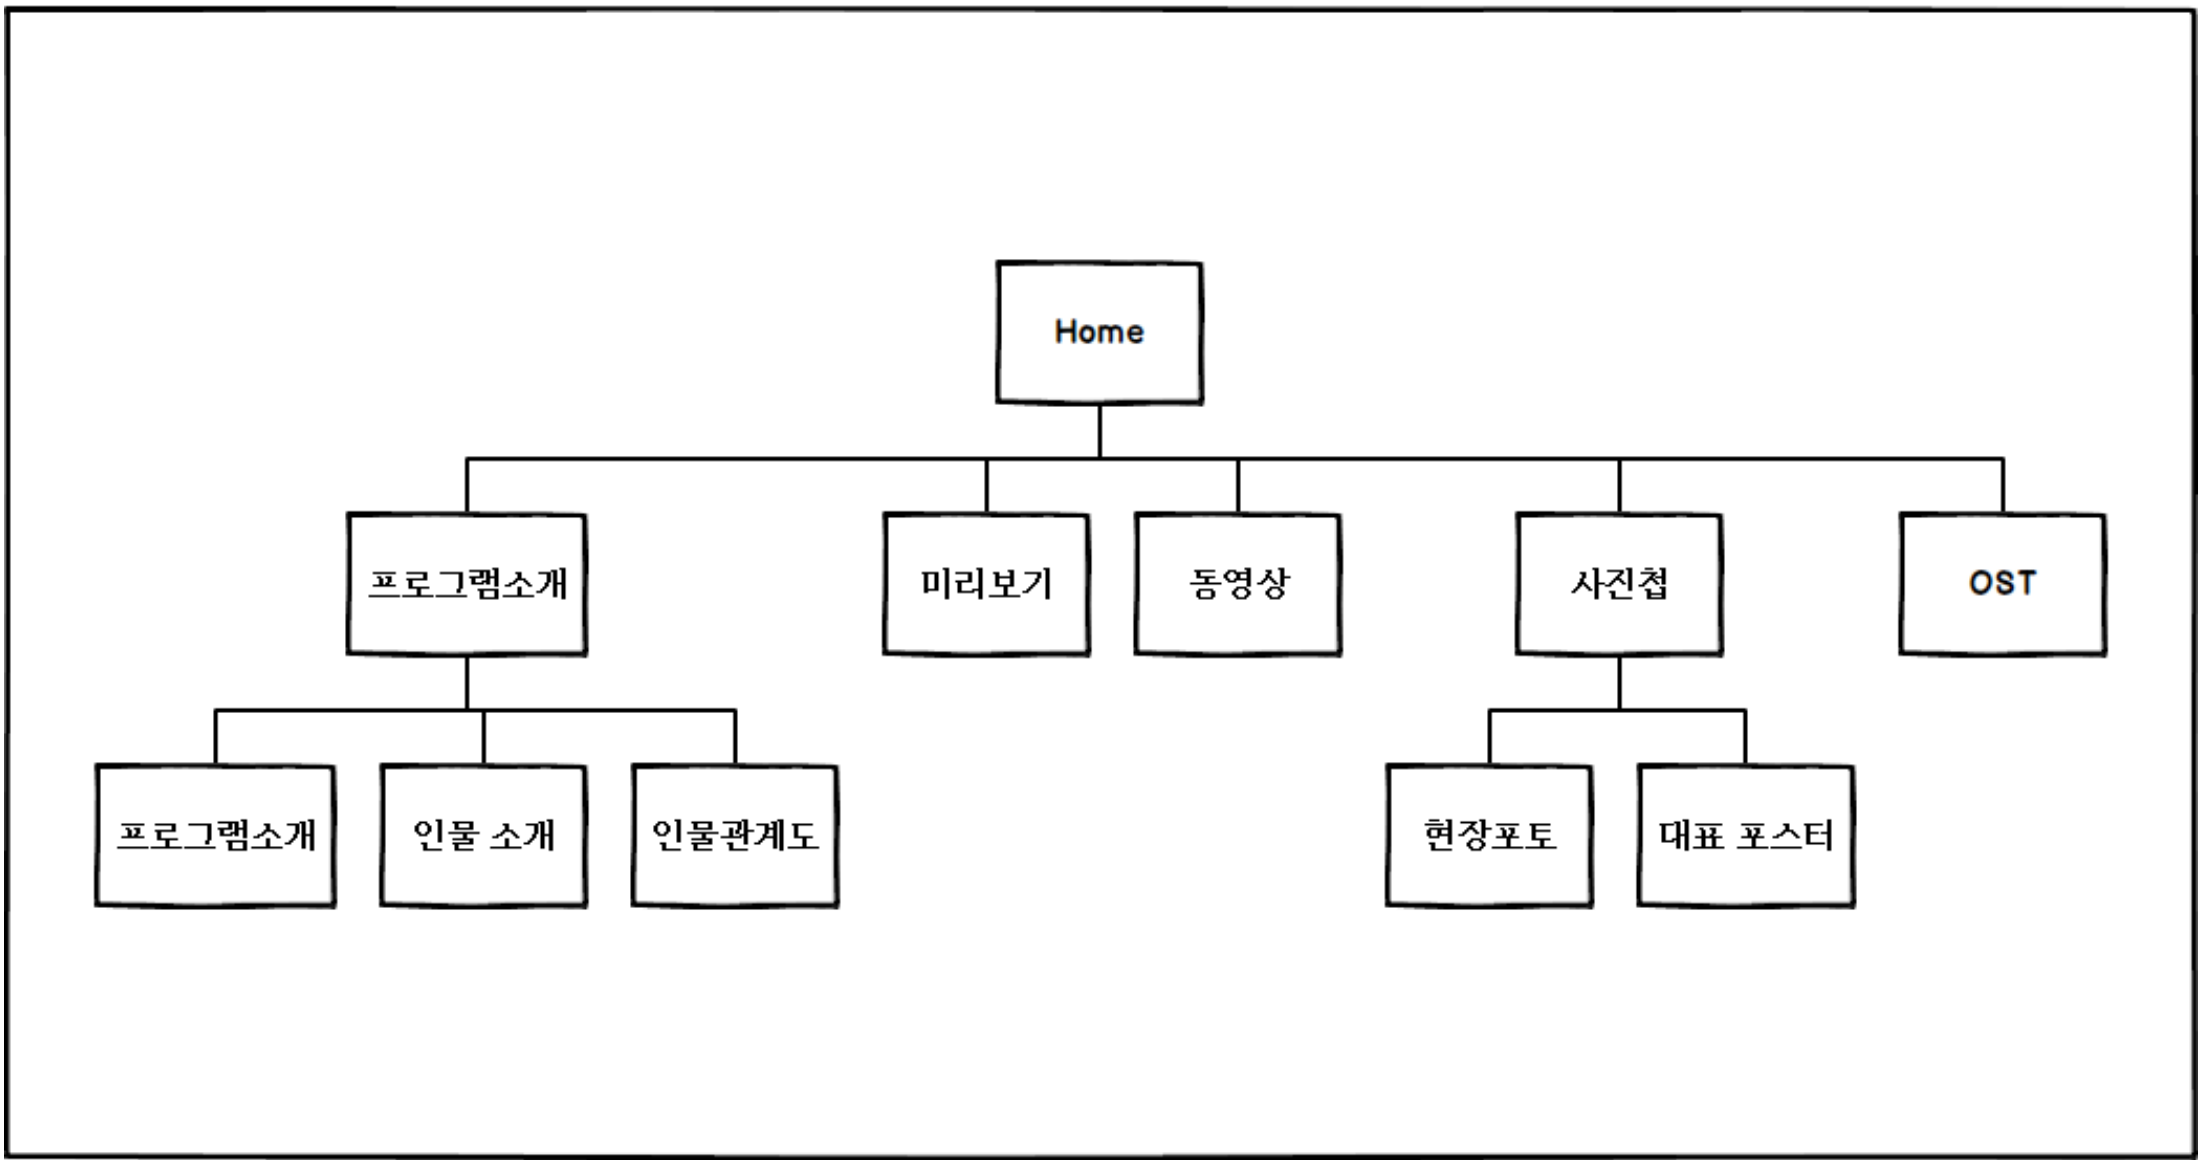 Home
프로그램소개
미리보기
동영상
사진첩
OST
프로그램소개
인물 소개
인물관계도
현장포토
대표 포스터